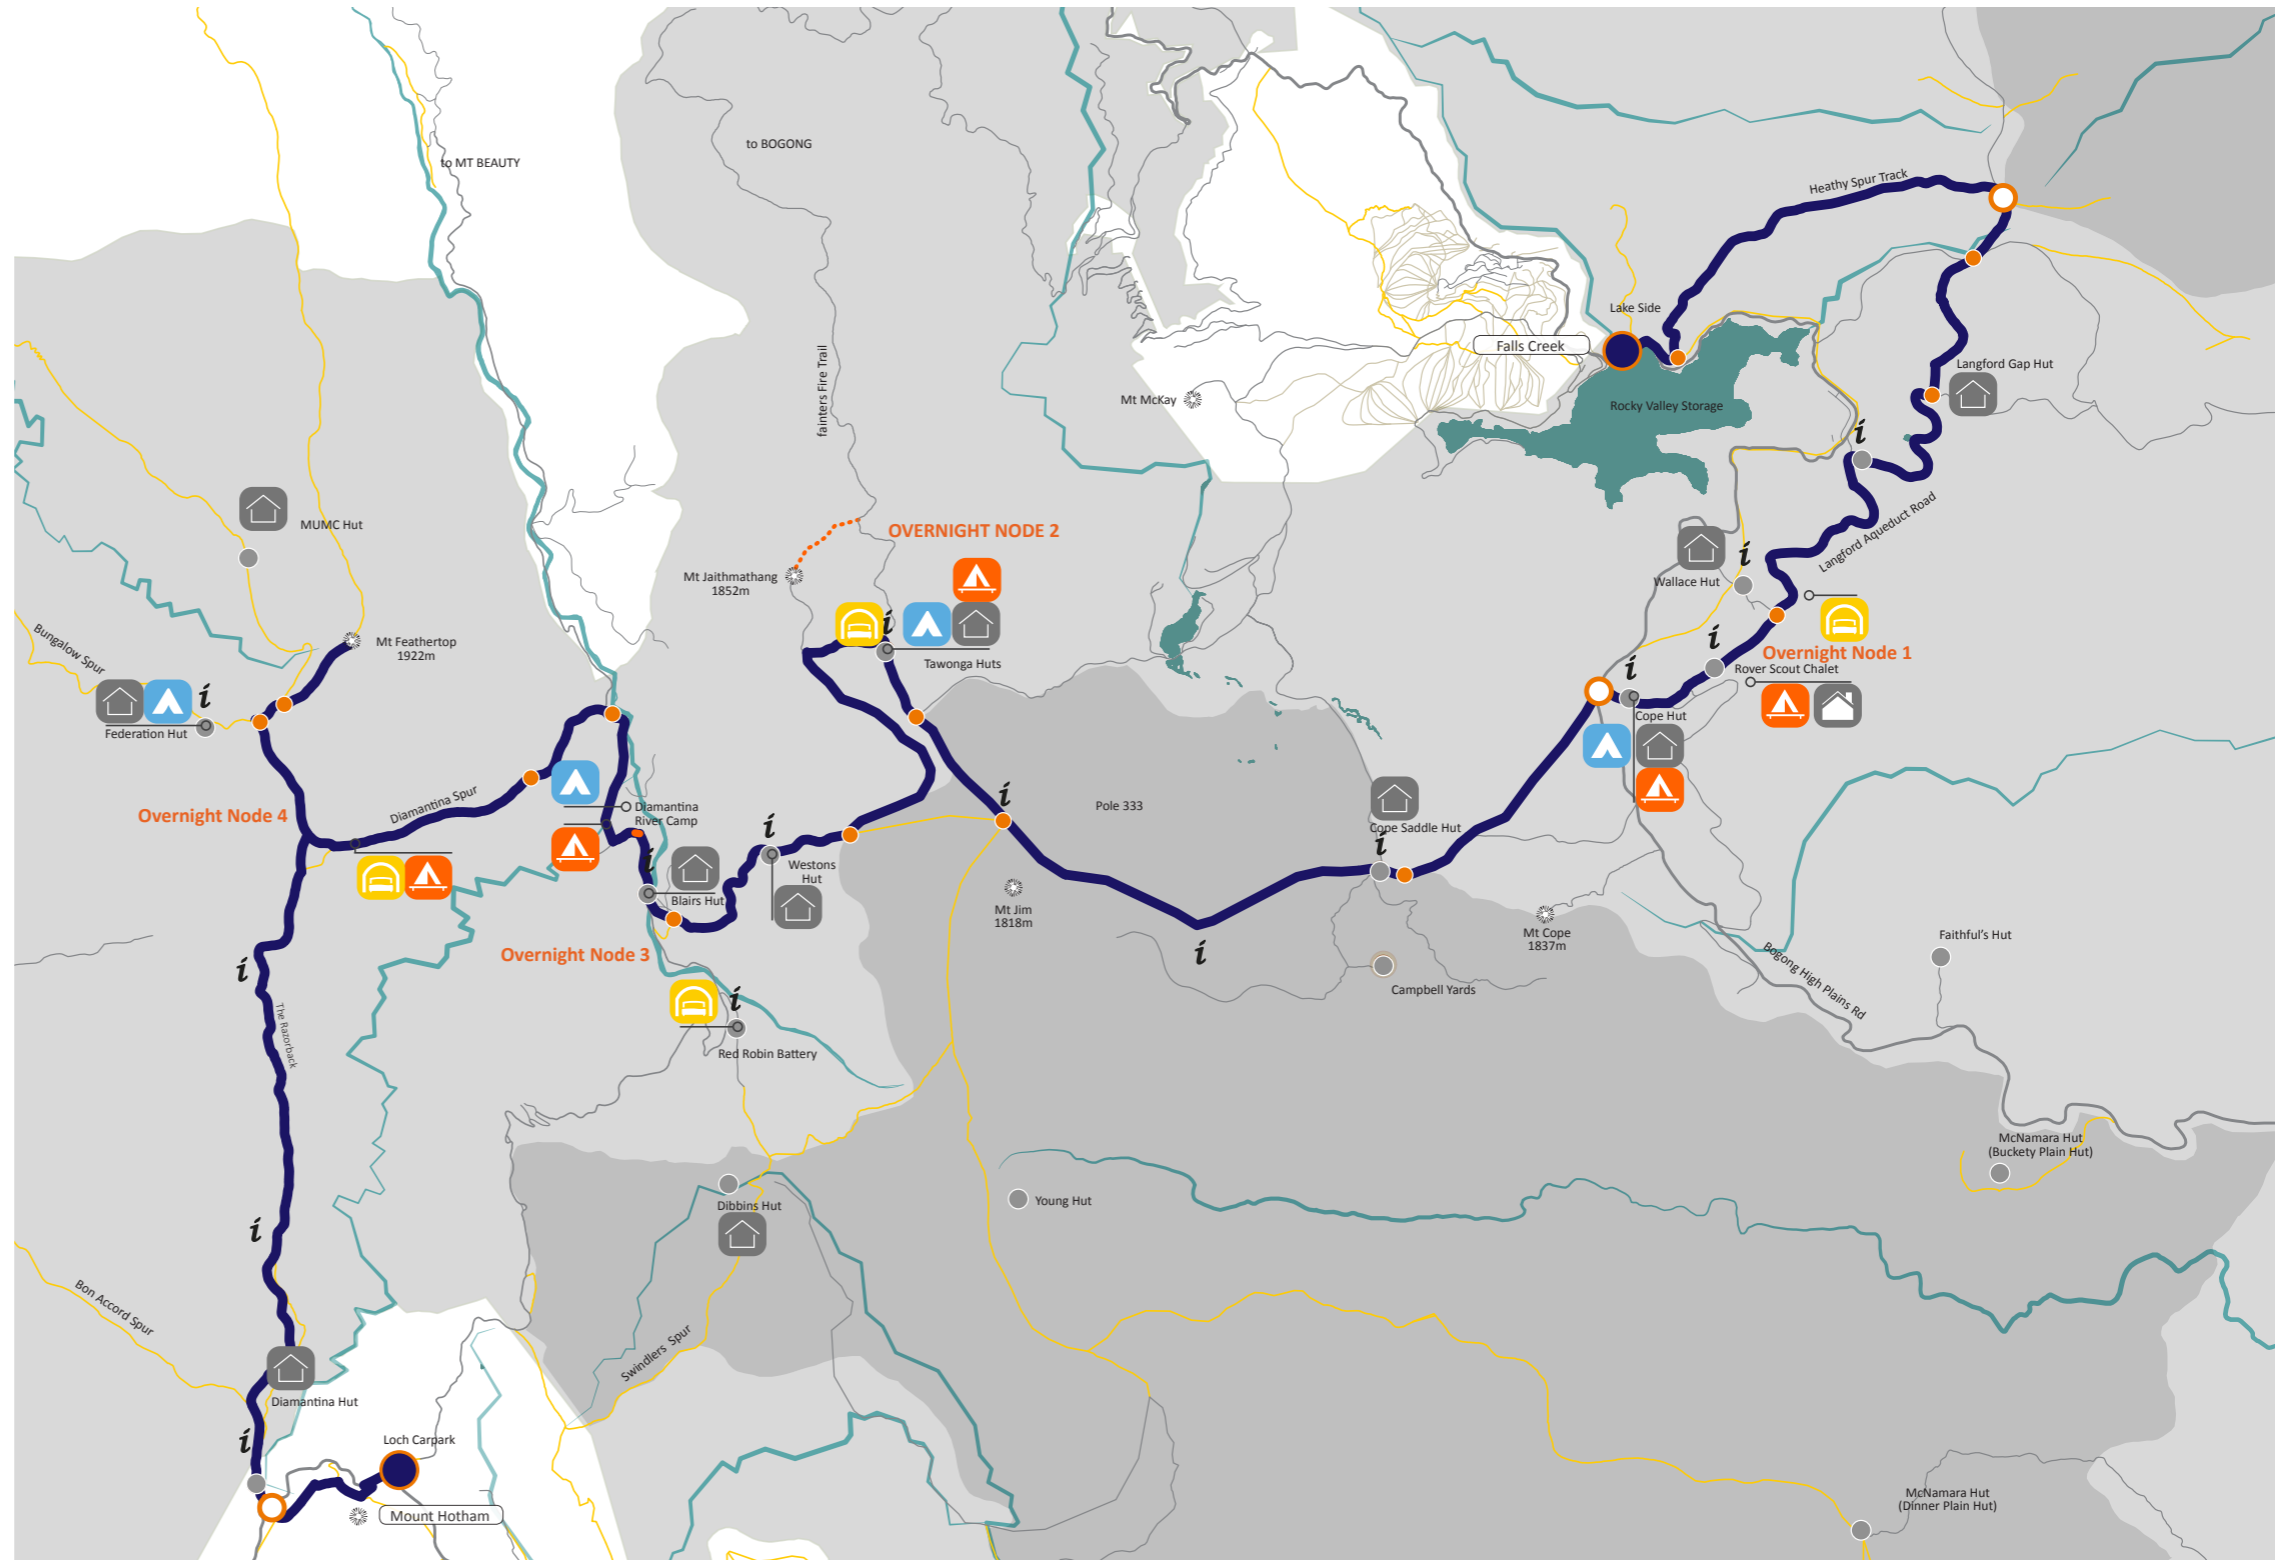 to MT BEAUTY
to BOGONG
Heathy Spur Track
Lake Side
Falls Creek
Langford Gap Hut
fainters Fire Trail
Mt McKay
Rocky Valley Storage
i
MUMC Hut
OVERNIGHT NODE 2
Langford Aqueduct Road
Mt Jaithmathang
1852m
i
Wallace Hut
i
i
Bungalow Spur
Mt Feathertop
1922m
Tawonga Huts
Overnight Node 1
Rover Scout Chalet
i
i
Federation Hut
Cope Hut
Overnight Node 4
Diamantina Spur
Diamantina
River Camp
i
Pole 333
Cope Saddle Hut
i
i
Westons
Hut
i
Blairs Hut
Mt Jim
1818m
Mt Cope
1837m
Faithful's Hut
Overnight Node 3
i
i
Campbell Yards
Bogong High Plains Rd
i
The Razorback
Red Robin Battery
McNamara Hut
(Buckety Plain Hut)
Young Hut
Dibbins Hut
i
Bon Accord Spur
Swindlers Spur
Diamantina Hut
i
Loch Carpark
Mount Hotham
McNamara Hut
(Dinner Plain Hut)